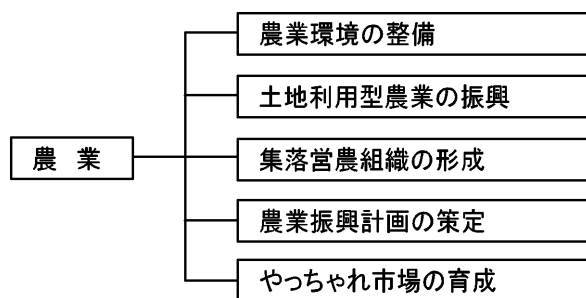 農業
農業環境の整備
土地利用型農業の振興
集落営農組織の形成
農業振興計画の策定
やっちゃれ市場の育成